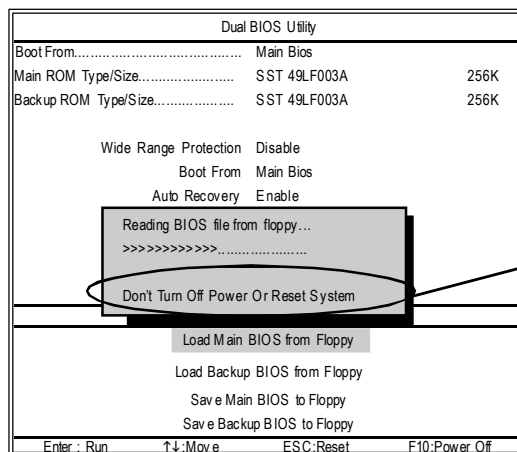 Dual BIOS Utility
Boot From........................................ Main Bios
Main ROM Type/Size....................... SST 49LF003A 256K
Backup ROM Type/Size................... SST 49LF003A 256K
Wide Range Protection Disable
Boot From Main Bios
Auto Recovery Enable
Reading BIOS file from floppy...
>>>>>>>>>>>>.....................
Don't Turn Off Power Or Reset System
Load Main BIOS from Floppy
Load Backup BIOS from Floppy
Save Main BIOS to Floppy
Save Backup BIOS to Floppy
Enter : Run ↑↓:Move ESC:Reset F10:Power Off